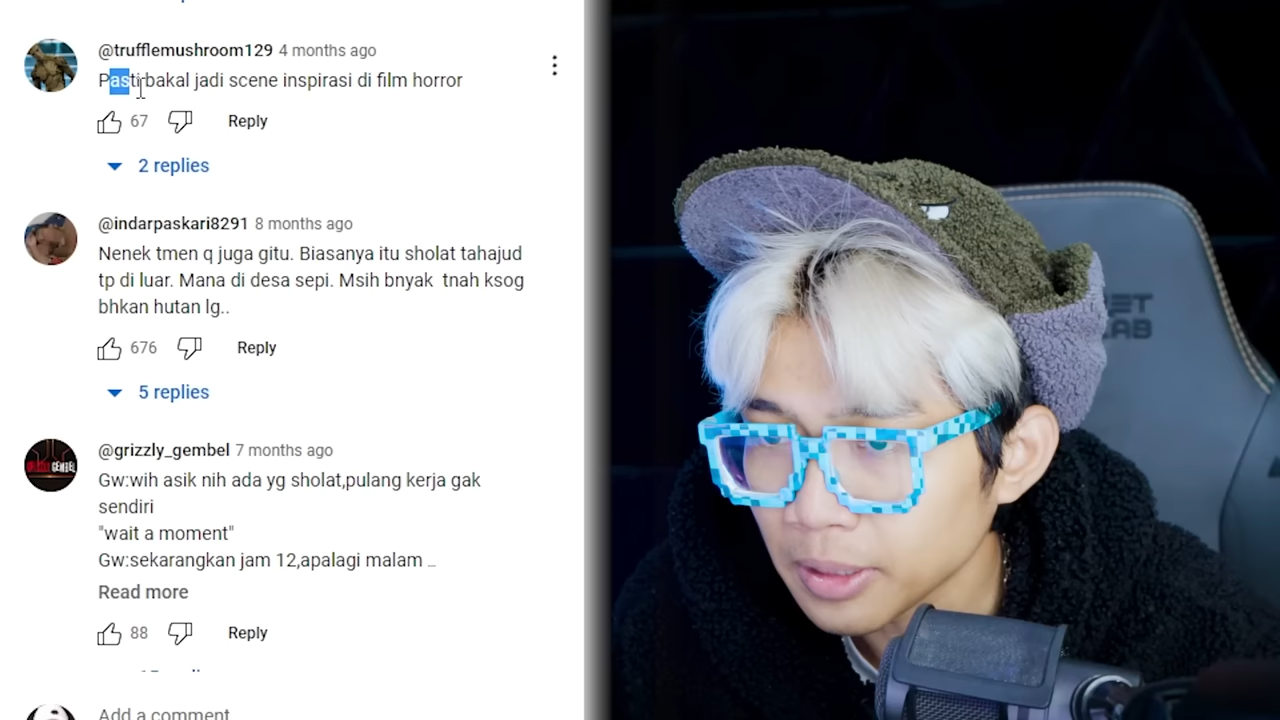 @trufflemushroom129 4 months ago
Pasti bakal jadi scene inspirasi di film horror
67 Reply
2 replies
@indarpaskari8291 8 months ago
Nenek tmen q juga gitu. Biasanya itu sholat tahajud
tp di luar. Mana di desa sepi. Msih bnyak tnah ksog
bhkan hutan lg..
676 Reply
5 replies
@grizzly_gembel 7 months ago
Gw:wih asik nih ada yg sholat,pulang kerja gak
sendiri
"wait a moment"
Gw:sekarangkan jam 12,apalagi malam ...
Read more
88 Reply
Add a comment